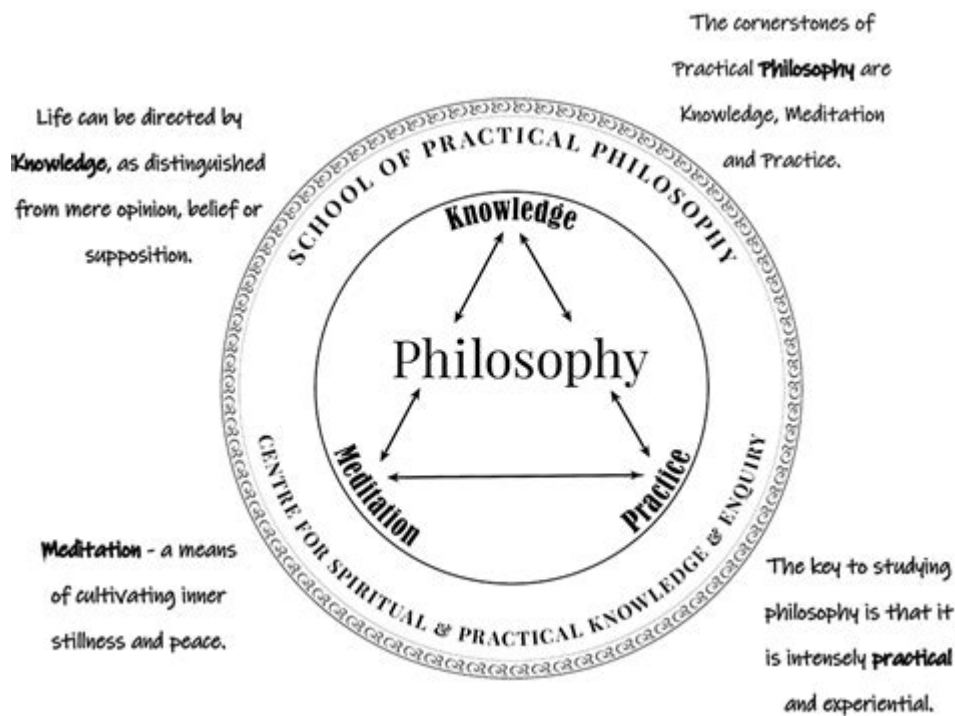 The cornerstones of
Practical Philosophy are
Knowledge, Meditation
and Practice.
Life can be directed by
Knowledge, as distinguished
from mere opinion, belief or
supposition.
SCHOOL OF PRACTICAL PHILOSOPHY
Knowledge
Philosophy
Meditation
Practice
CENTRE FOR SPIRITUAL & PRACTICAL KNOWLEDGE & ENQUIRY
Meditation - a means
of cultivating inner
stillness and peace.
The key to studying
philosophy is that it
is intensely practical
and experiential.